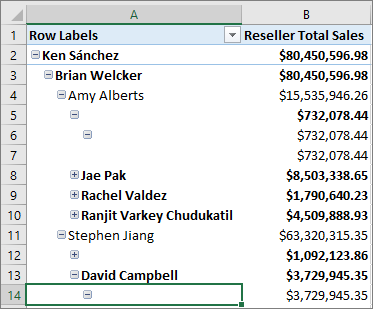 A B
1 Row Labels Reseller Total Sales
2 Ken Sánchez $80,450,596.98
3 Brian Welcker $80,450,596.98
4 Amy Alberts $15,535,946.26
5 $732,078.44
6 $732,078.44
7 $732,078.44
8 Jae Pak $8,503,338.65
9 Rachel Valdez $1,790,640.23
10 Ranjit Varkey Chudukatil $4,509,888.93
11 Stephen Jiang $63,320,315.35
12 $1,092,123.86
13 David Campbell $3,729,945.35
14 $3,729,945.35